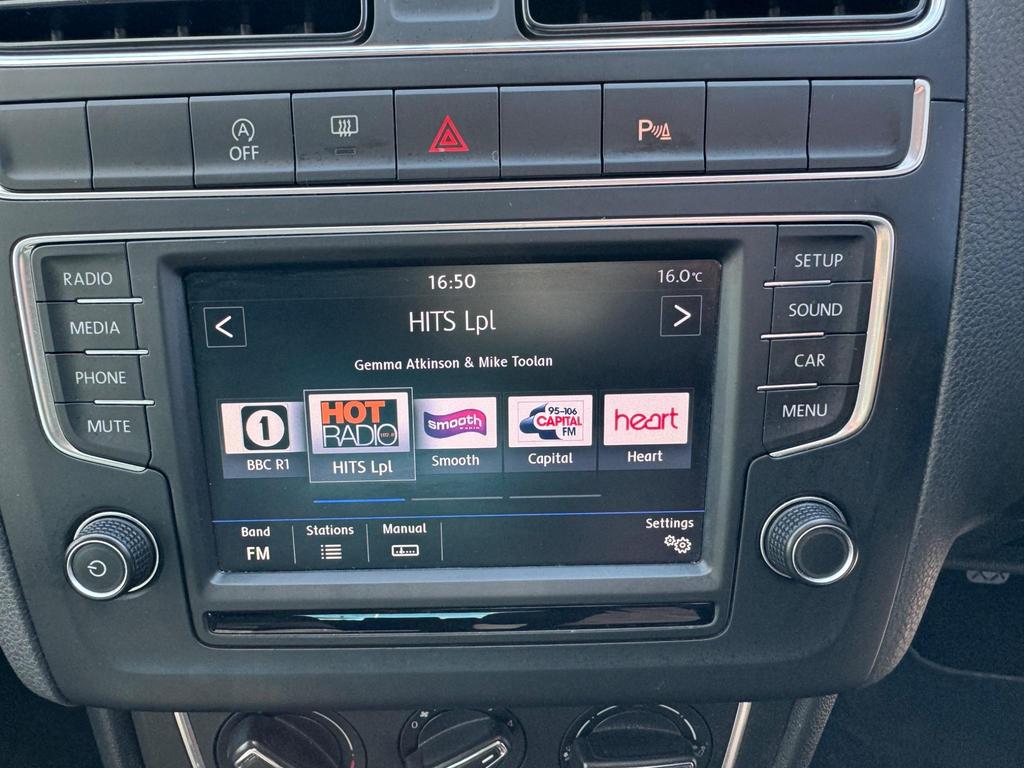 A
OFF
P
RADIO
MEDIA
PHONE
MUTE
SETUP
SOUND
CAR
MENU
16:50
16.0°C
<
HITS Lpl
>
Gemma Atkinson & Mike Toolan
1
BBC R1
HOT
RADIO
HITS Lpl
smooth
RADIO
Smooth
95-106
CAPITAL
FM
Capital
heart
Heart
Band
FM
Stations
Manual
Settings